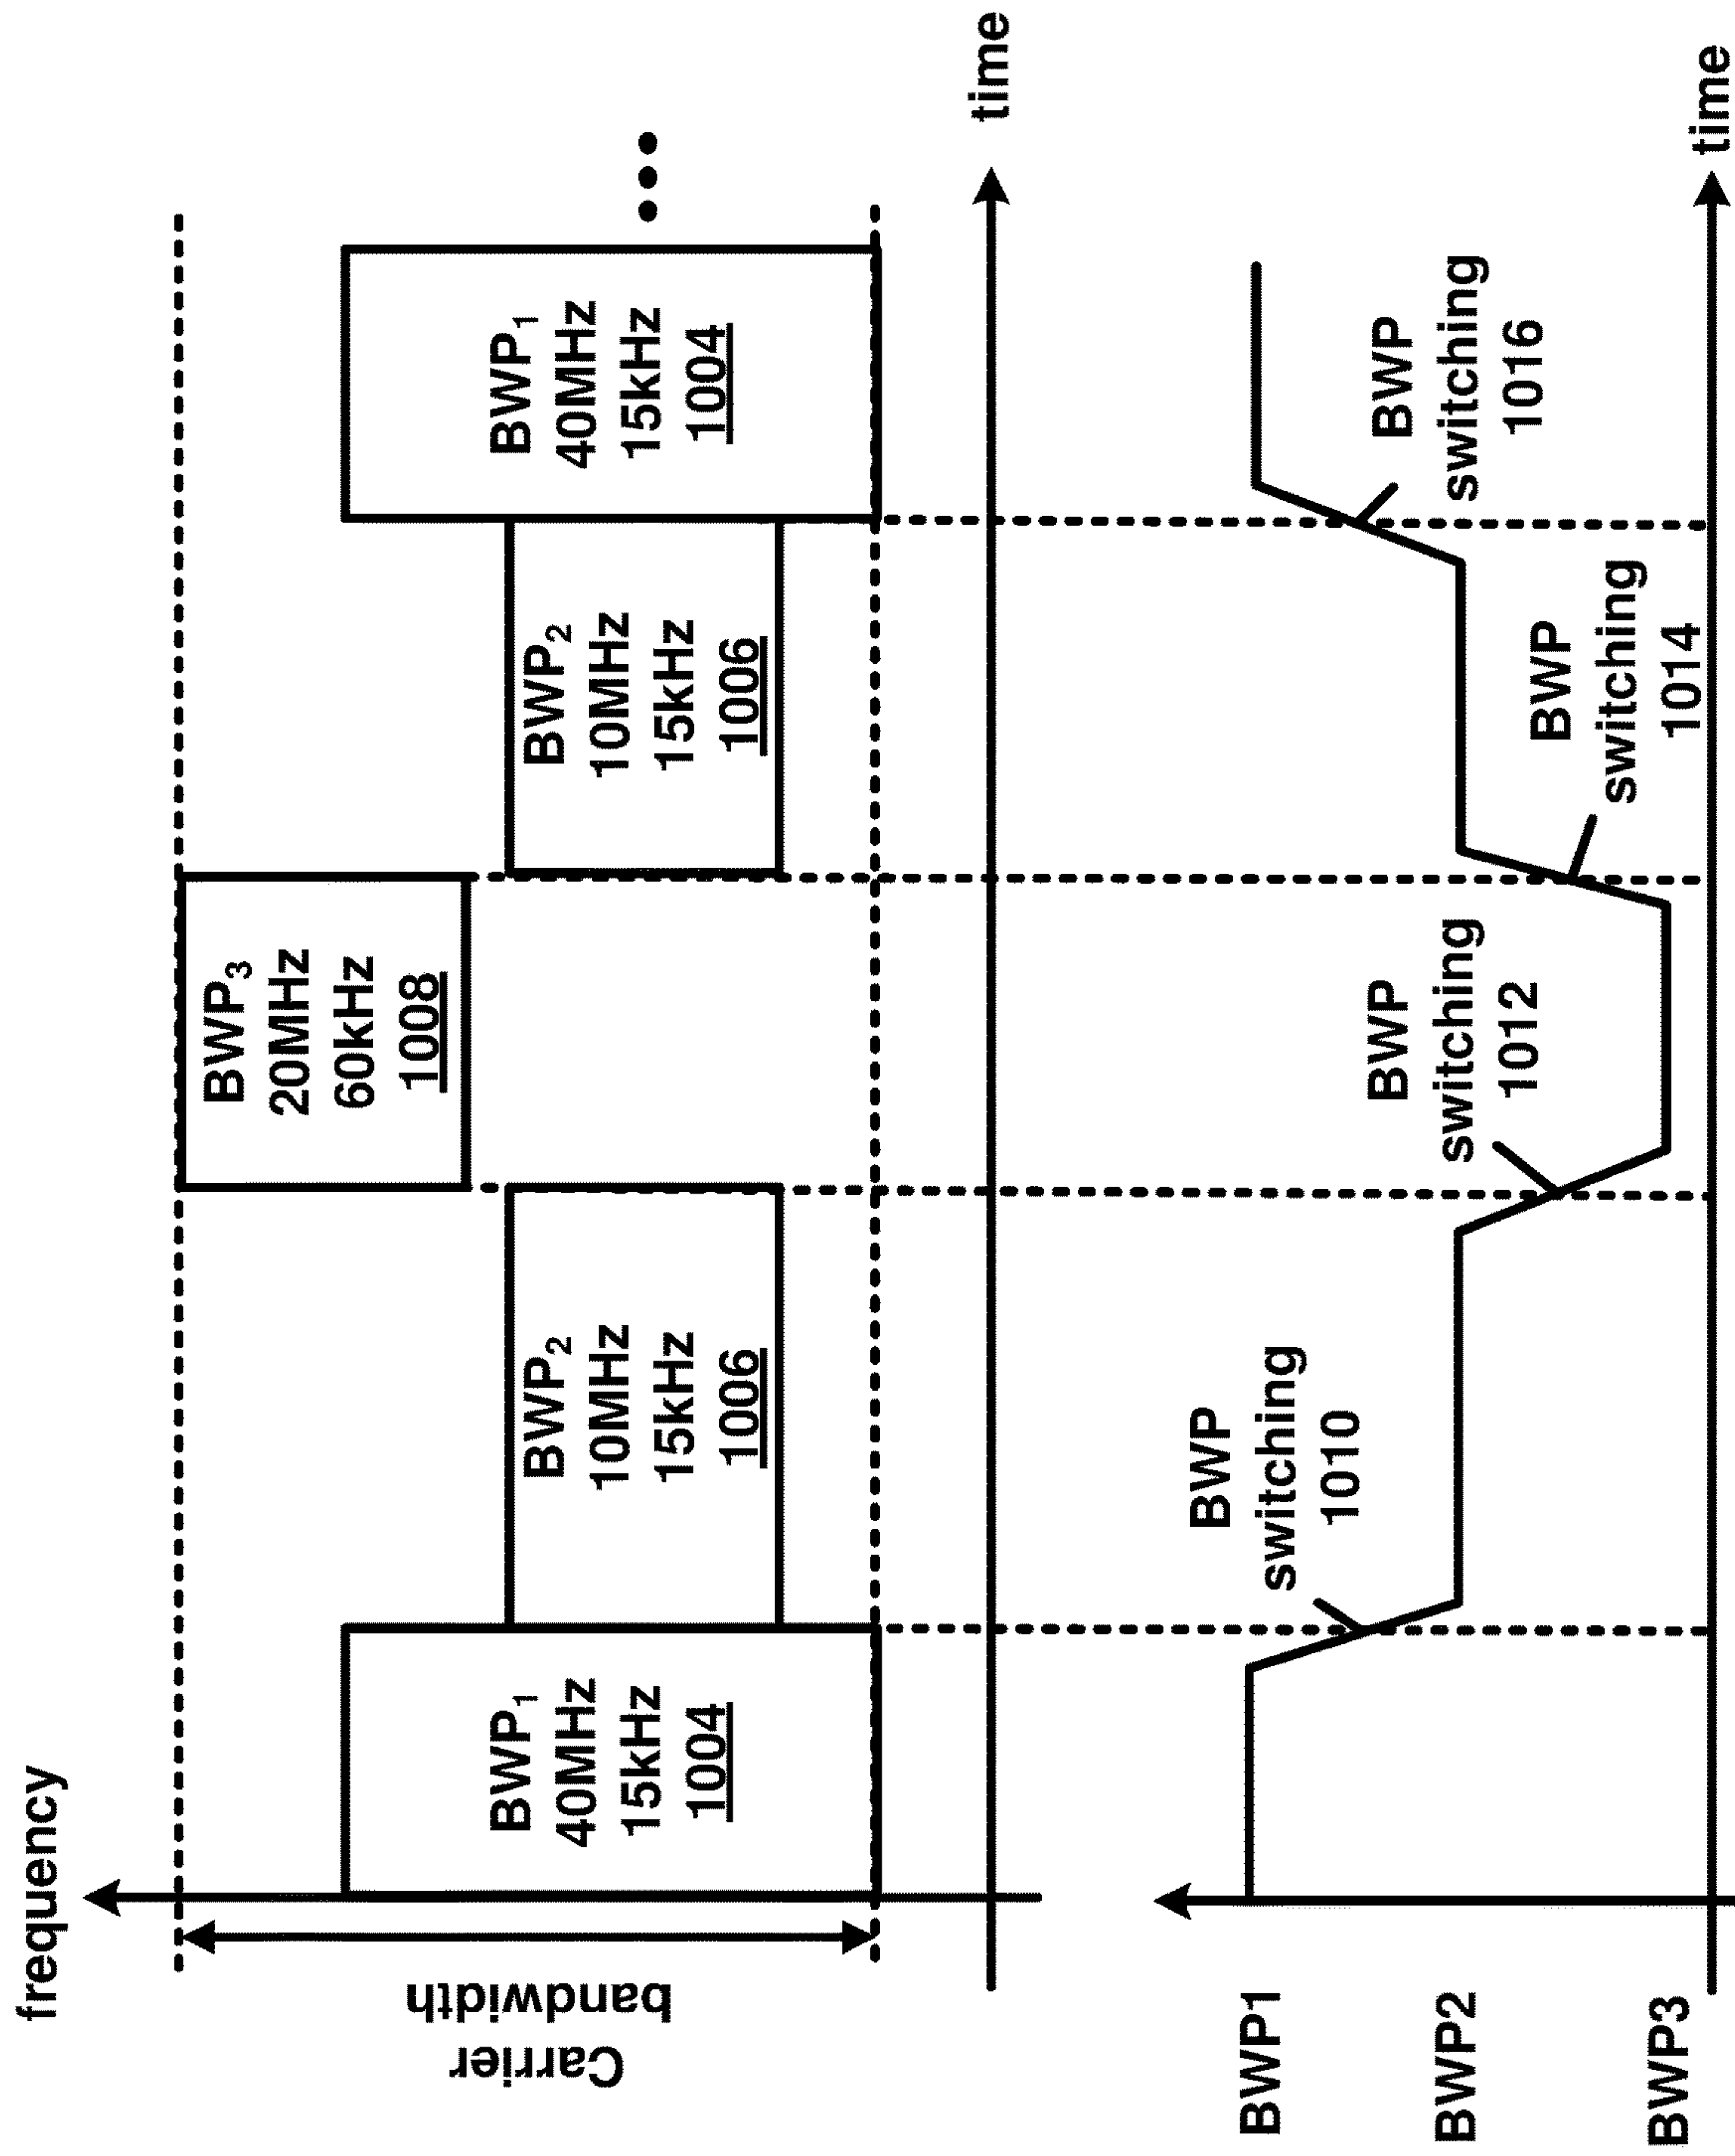 frequency
Carrier
bandwidth
BWP1
40MHz
15kHz
1004
BWP2
10MHz
15kHz
1006
BWP3
20MHz
60kHz
1008
BWP2
10MHz
15kHz
1006
BWP1
40MHz
15kHz
1004
time
BWP1
BWP2
BWP3
BWP
switching
1010
BWP
switching
1012
BWP
switching
1014
BWP
switching
1016
time